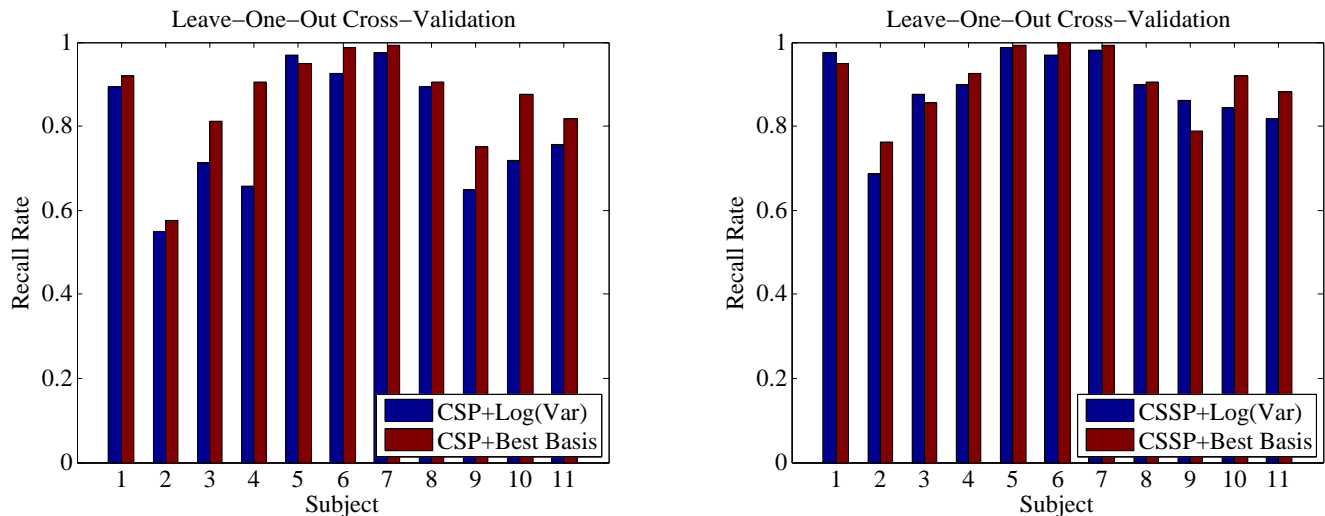 Leave−One−Out Cross−Validation
1
0.8
0.6
0.4
0.2
0
Recall Rate
1 2 3 4 5 6 7 8 9 10 11
Subject
CSP+Log(Var)
CSP+Best Basis
Leave−One−Out Cross−Validation
1
0.8
0.6
0.4
0.2
0
Recall Rate
1 2 3 4 5 6 7 8 9 10 11
Subject
CSSP+Log(Var)
CSSP+Best Basis